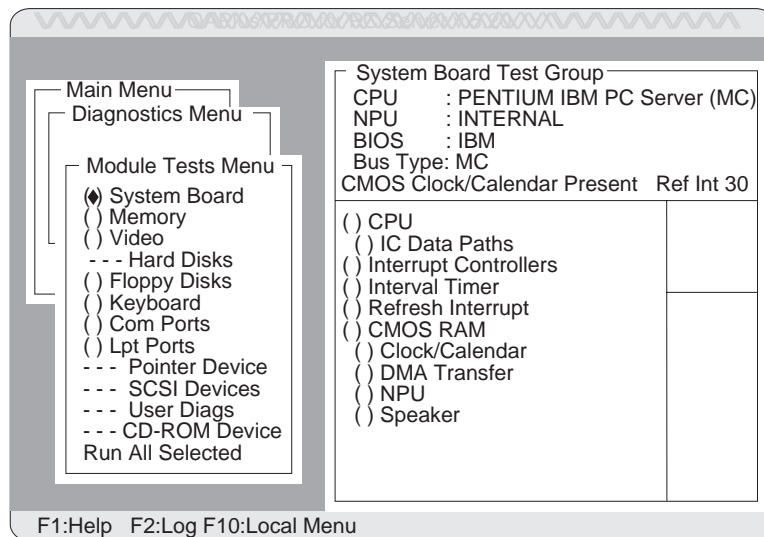 Main Menu
Diagnostics Menu
Module Tests Menu
(♦) System Board
( ) Memory
( ) Video
- - - Hard Disks
( ) Floppy Disks
( ) Keyboard
( ) Com Ports
( ) Lpt Ports
- - - Pointer Device
- - - SCSI Devices
- - - User Diags
- - - CD-ROM Device
Run All Selected
System Board Test Group
CPU : PENTIUM IBM PC Server (MC)
NPU : INTERNAL
BIOS : IBM
Bus Type: MC
CMOS Clock/Calendar Present Ref Int 30
( ) CPU
( ) IC Data Paths
( ) Interrupt Controllers
( ) Interval Timer
( ) Refresh Interrupt
( ) CMOS RAM
( ) Clock/Calendar
( ) DMA Transfer
( ) NPU
( ) Speaker
F1:Help F2:Log F10:Local Menu